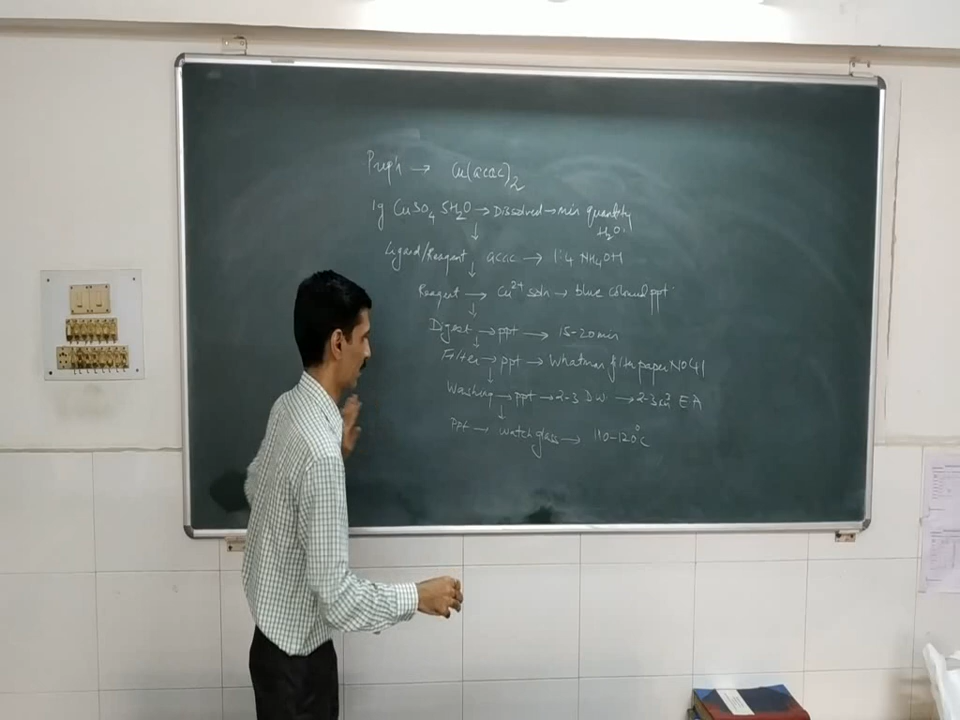 Prep'n → Cu(acac)2
1g CuSO4 5H2O → Dissolved → min quantity
H2O.
↓
Ligand/Reagent acac → 1:4 NH4OH
↓
Reagent → Cu2+ soln → blue coloured ppt.
↓
Digest → ppt → 15-20 min
↓
Filter → ppt → Whatman filter paper NO 41
↓
Washing → ppt → 2-3 D.W. → 2-3 EA
↓
PPt → watch glass → 110-120°C